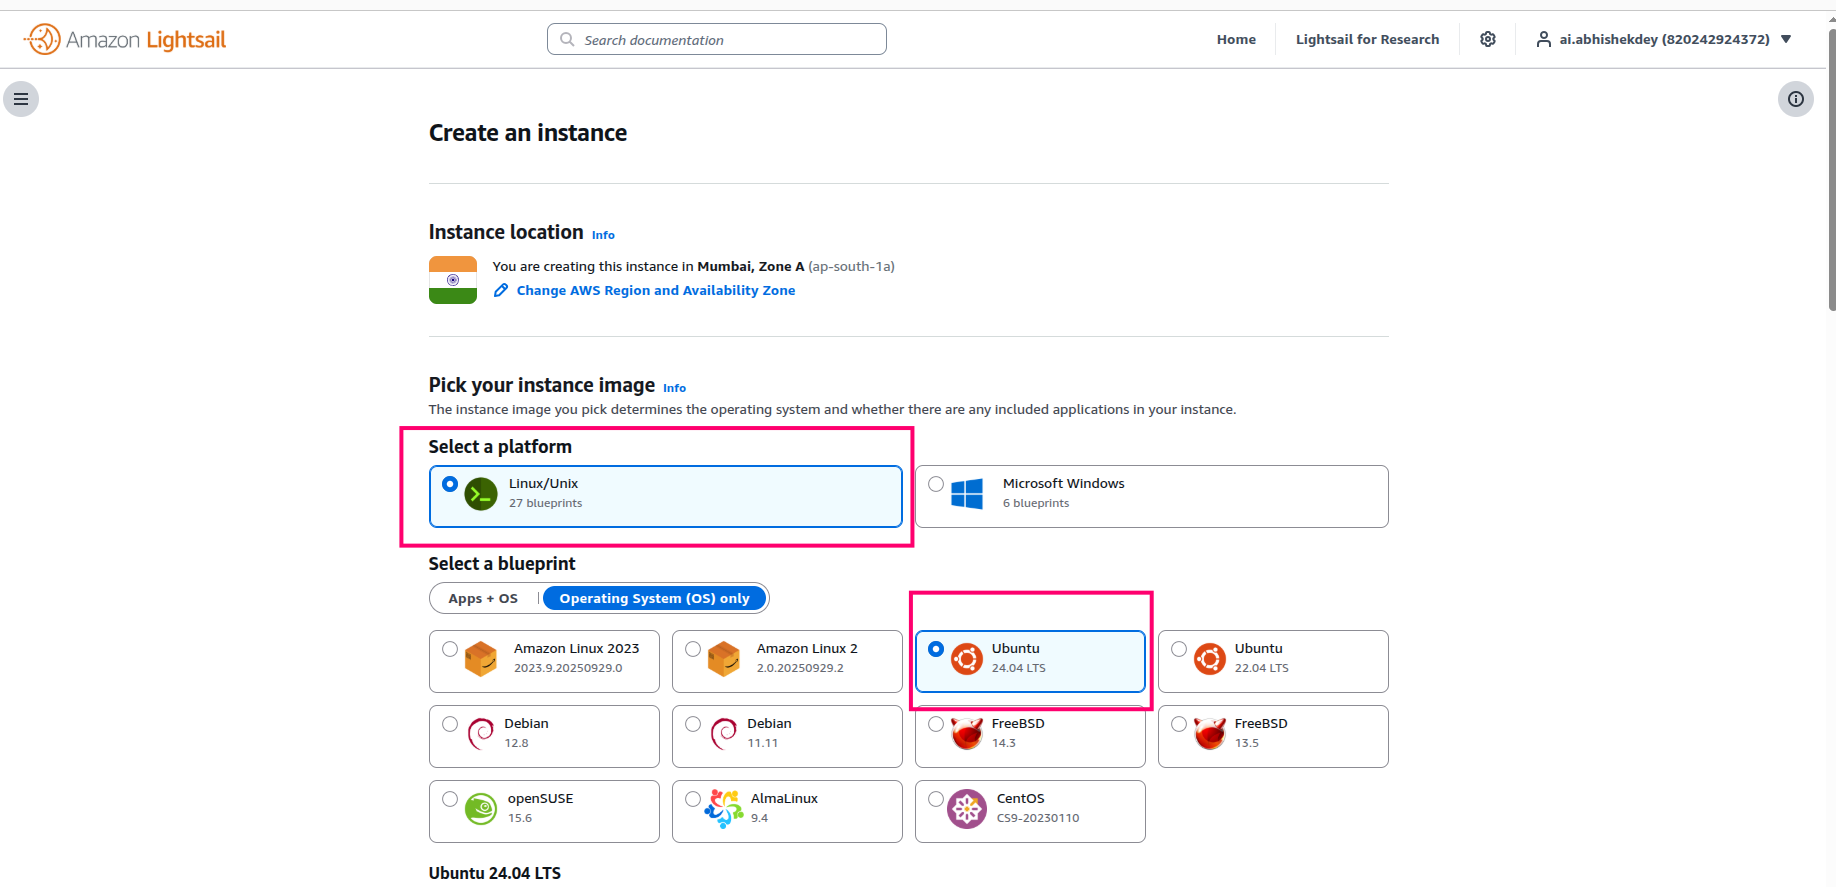 Amazon Lightsail
Search documentation
Home
Lightsail for Research
ai.abhishekdey (820242924372)
Create an instance
Instance location Info
You are creating this instance in Mumbai, Zone A (ap-south-1a)
Change AWS Region and Availability Zone
Pick your instance image Info
The instance image you pick determines the operating system and whether there are any included applications in your instance.
Select a platform
Linux/Unix
27 blueprints
Microsoft Windows
6 blueprints
Select a blueprint
Apps + OS
Operating System (OS) only
Amazon Linux 2023
2023.9.20250929.0
Amazon Linux 2
2.0.20250929.2
Ubuntu
24.04 LTS
Ubuntu
22.04 LTS
Debian
12.8
Debian
11.11
FreeBSD
14.3
FreeBSD
13.5
openSUSE
15.6
AlmaLinux
9.4
CentOS
CS9-20230110
Ubuntu 24.04 LTS